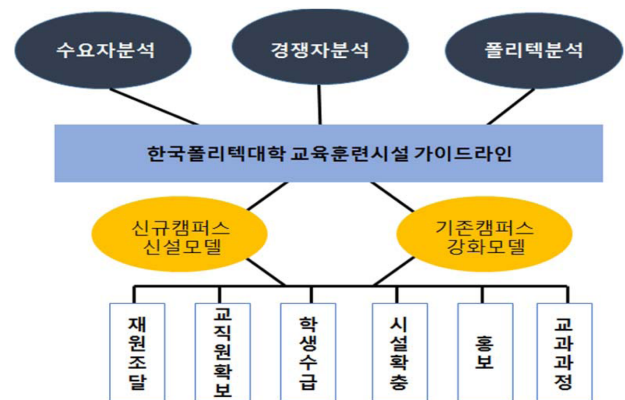 수요자분석
경쟁자분석
폴리텍분석
한국폴리텍대학 교육훈련시설 가이드라인
신규캠퍼스
신설모델
기존캠퍼스
강화모델
재원조달
교직원확보
학생수급
시설확충
홍보
교과과정